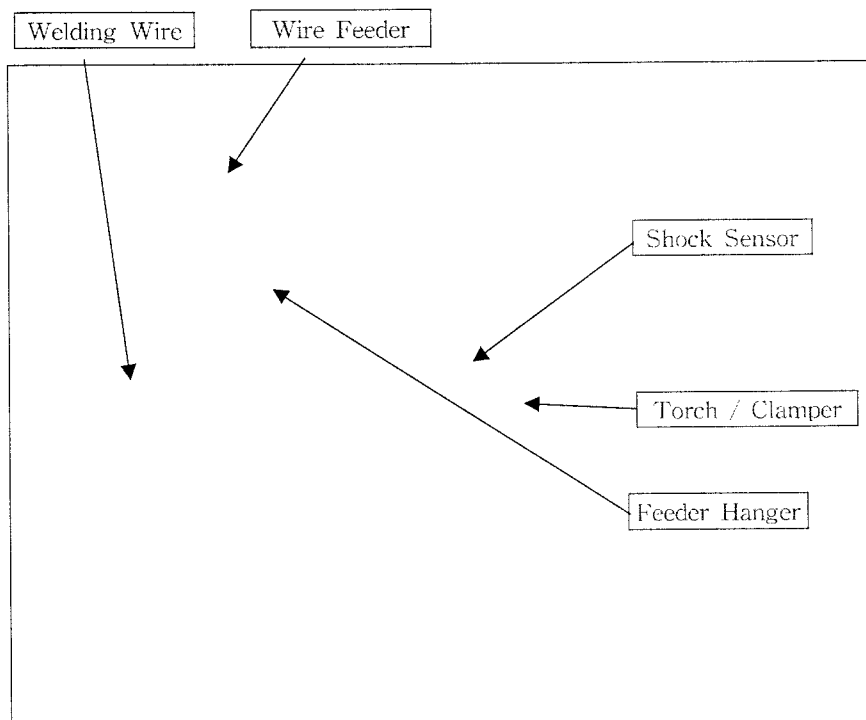 Welding Wire
Wire Feeder
Shock Sensor
Torch / Clamper
Feeder Hanger